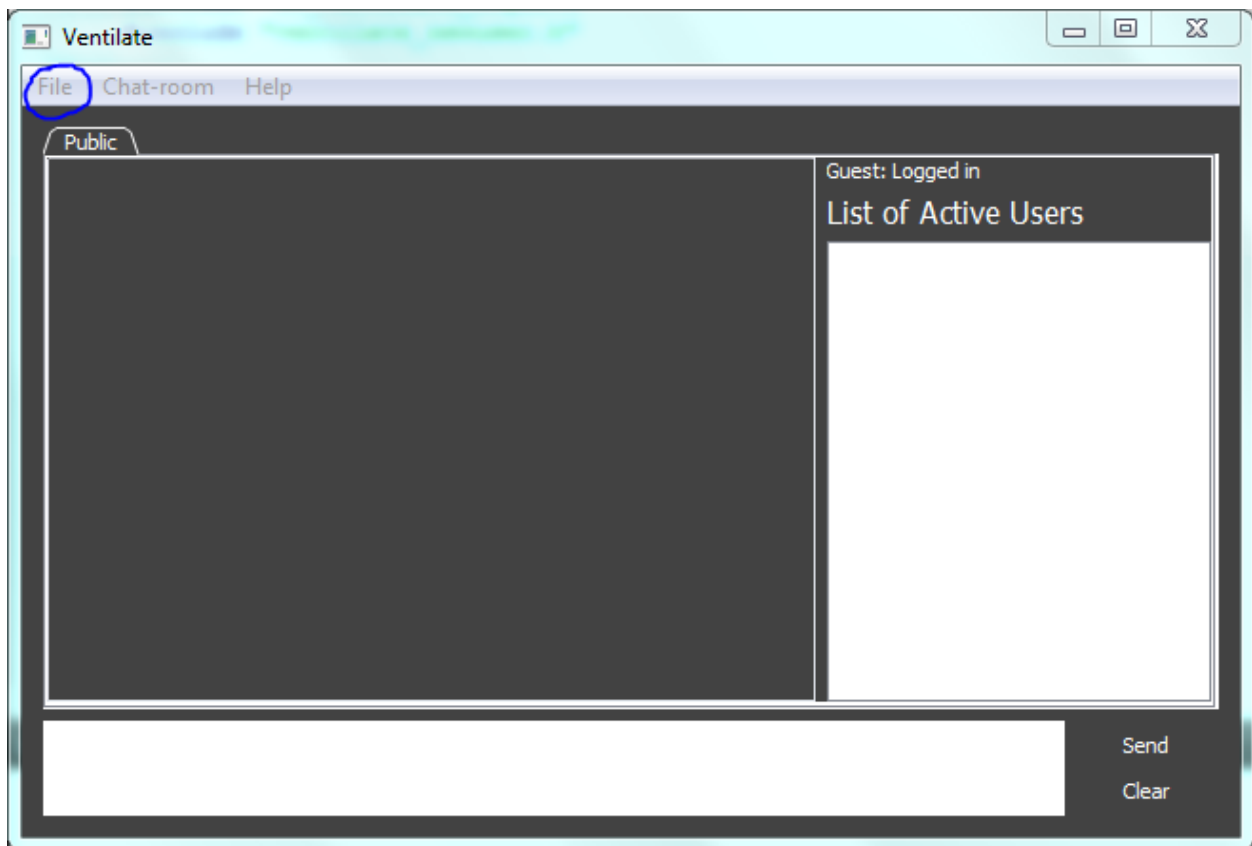 Ventilate
File Chat-room Help
Public
Guest: Logged in
List of Active Users
Send
Clear